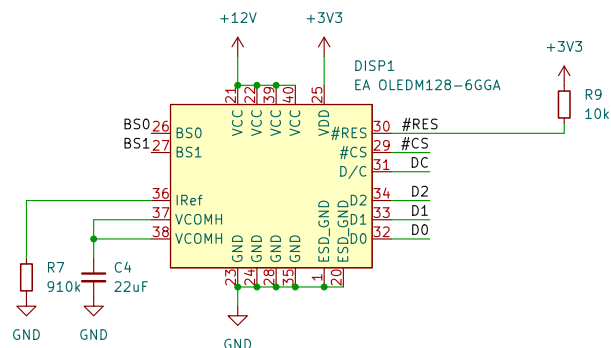 +12V
+3V3
DISP1
EA OLEDM128-6GGA
+3V3
R9
10k
21 22 39 40 25
VCC VCC VCC VCC VDD
BS0 26 BS0
BS1 27 BS1
#RES 30 #RES
#CS 29 #CS
D/C 31 DC
36 IRef
37 VCOMH
38 VCOMH
D2 34 D2
D1 33 D1
D0 32 D0
GND GND GND GND ESD_GND ESD_GND
23 24 28 35 1 20
R7
910k
C4
22uF
GND
GND
GND